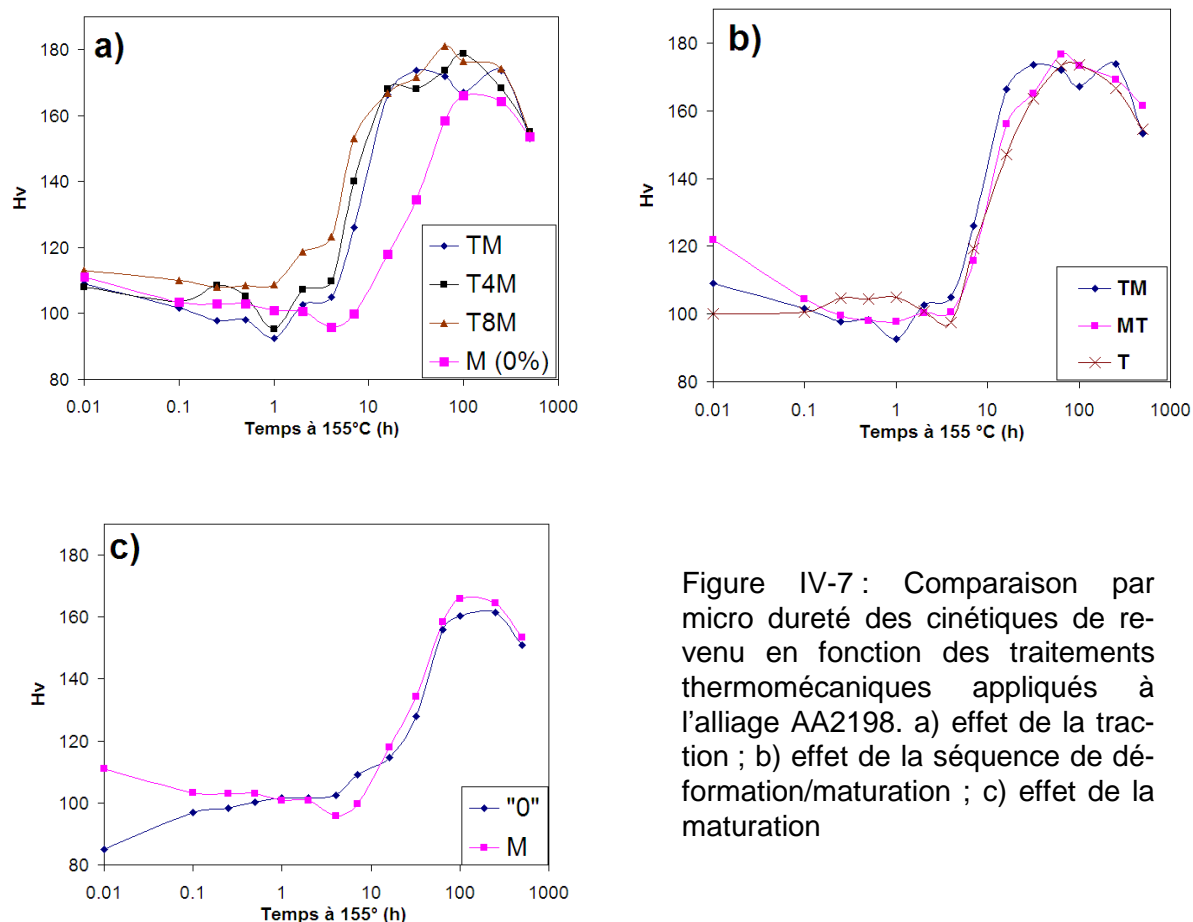 a)
Hv
180
160
140
120
100
80
0.01 0.1 1 10 100 1000
Temps à 155°C (h)
TM
T4M
T8M
M (0%)
b)
Hv
180
160
140
120
100
80
0.01 0.1 1 10 100 1000
Temps à 155 °C (h)
TM
MT
T
c)
Hv
180
160
140
120
100
80
0.01 0.1 1 10 100 1000
Temps à 155° (h)
"0"
M
Figure IV-7 : Comparaison par
micro dureté des cinétiques de re-
venu en fonction des traitements
thermomécaniques appliqués à
l'alliage AA2198. a) effet de la trac-
tion ; b) effet de la séquence de dé-
formation/maturation ; c) effet de la
maturation